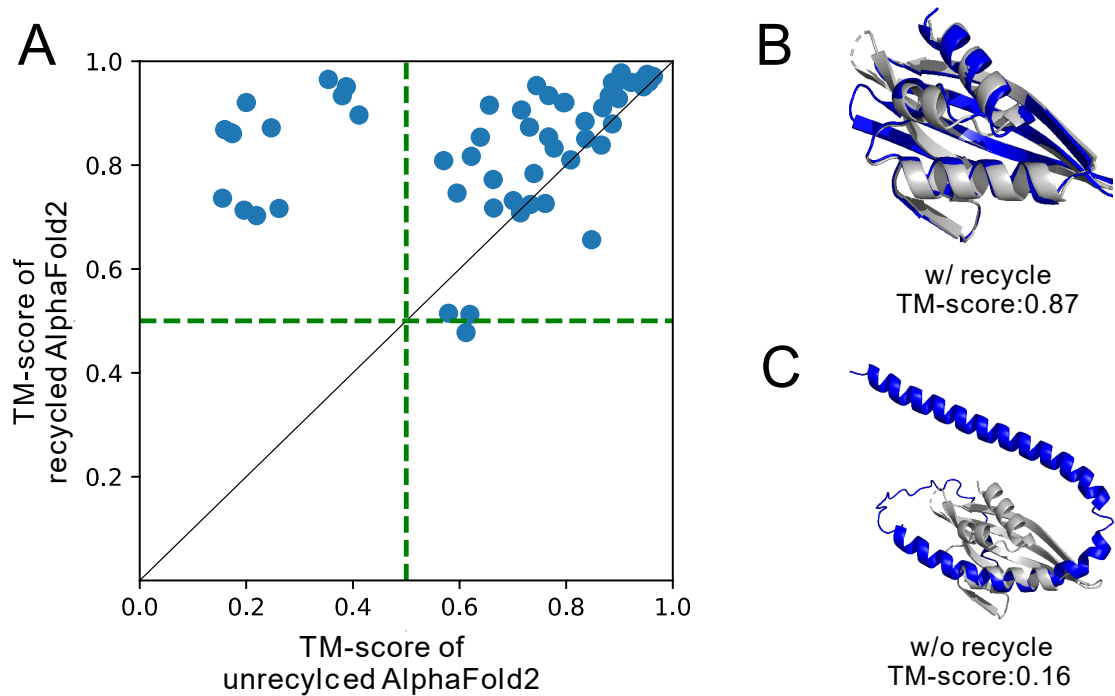 A
1.0
0.8
0.6
0.4
0.2
0.0
0.2
0.4
0.6
0.8
1.0
TM-score of
recycled AlphaFold2
TM-score of
unrecylced AlphaFold2
B
w/ recycle
TM-score:0.87
C
w/o recycle
TM-score:0.16